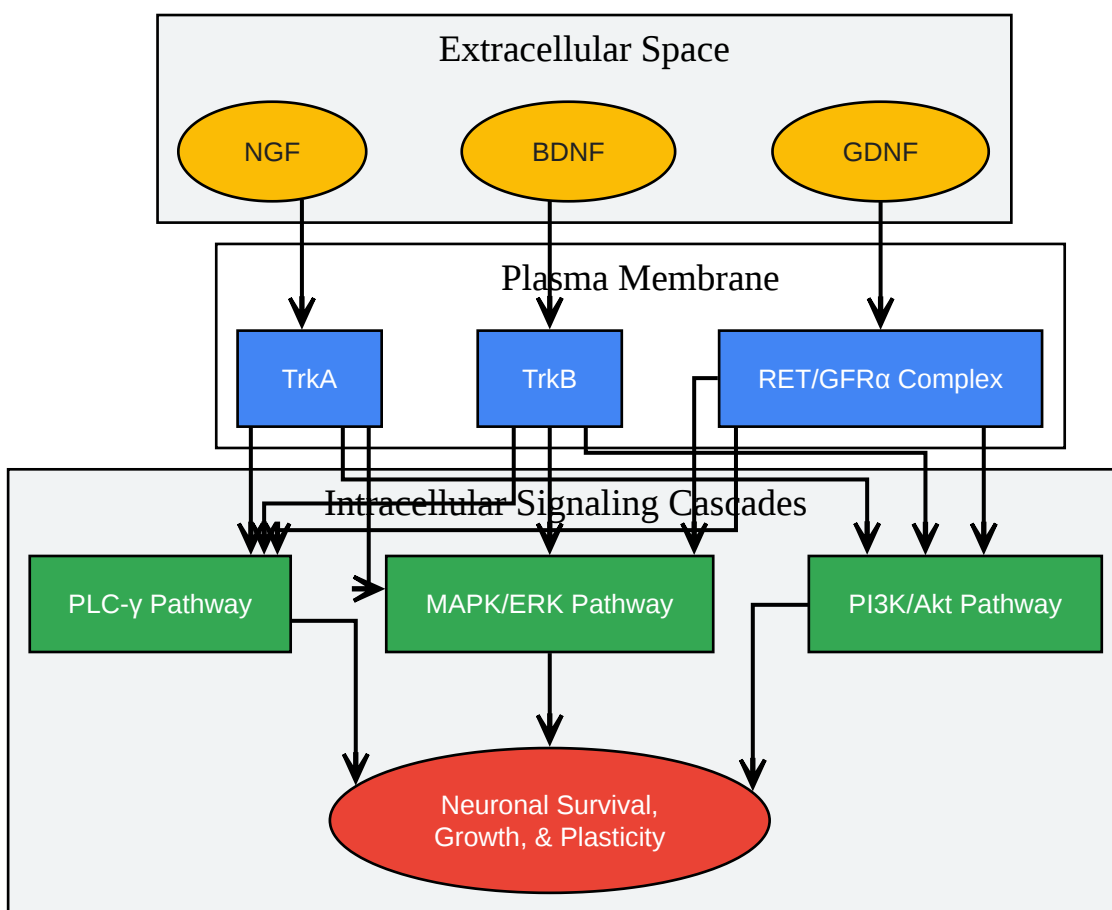 Extracellular Space
NGF
BDNF
GDNF
Plasma Membrane
TrkA
TrkB
RET/GFRα Complex
Intracellular Signaling Cascades
PLC-γ Pathway
MAPK/ERK Pathway
PI3K/Akt Pathway
Neuronal Survival,
Growth, & Plasticity